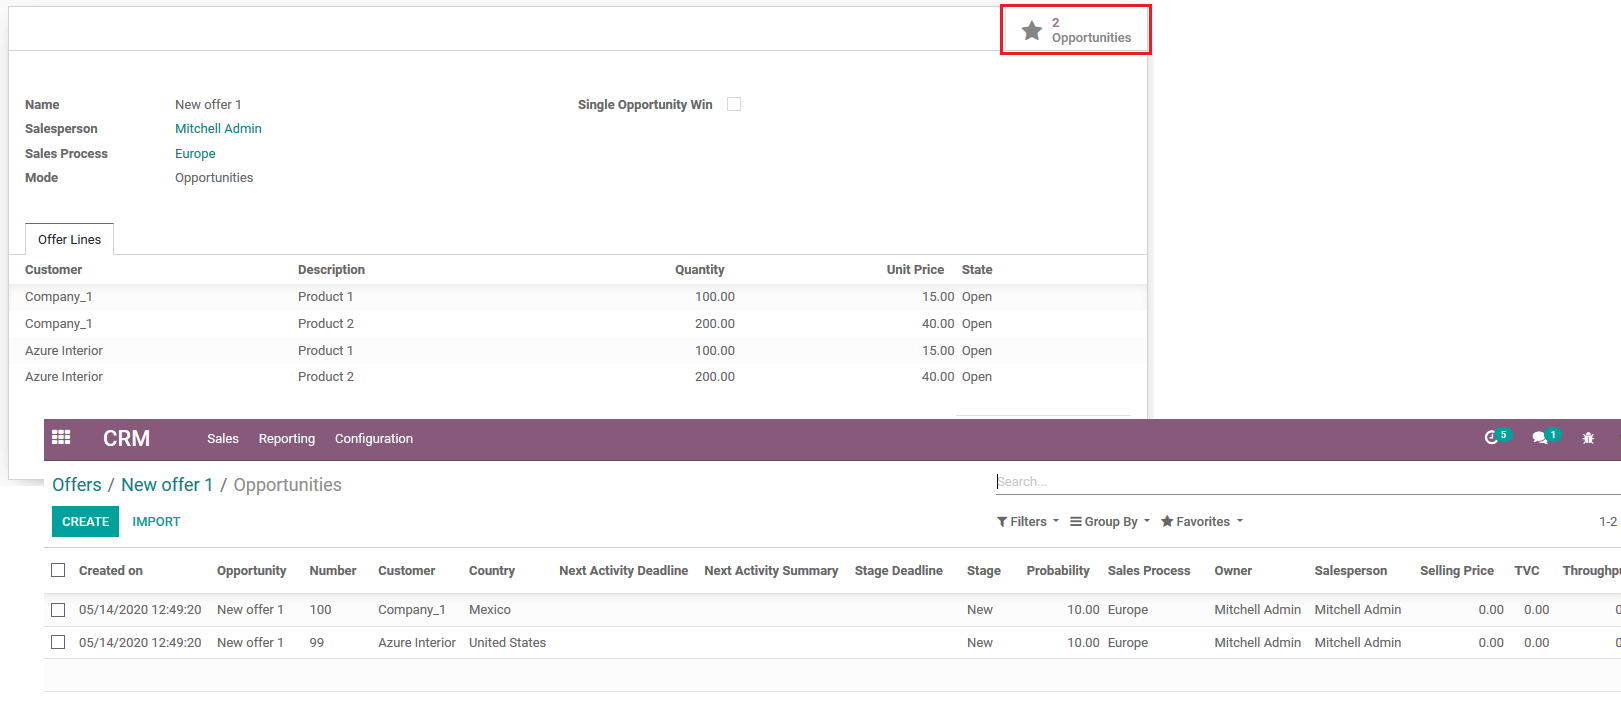 2
Opportunities
Name New offer 1 Single Opportunity Win
Salesperson Mitchell Admin
Sales Process Europe
Mode Opportunities
Offer Lines
Customer Description Quantity Unit Price State
Company_1 Product 1 100.00 15.00 Open
Company_1 Product 2 200.00 40.00 Open
Azure Interior Product 1 100.00 15.00 Open
Azure Interior Product 2 200.00 40.00 Open
CRM Sales Reporting Configuration 5 1
Offers / New offer 1 / Opportunities Search...
CREATE IMPORT Filters Group By Favorites 1-2
Created on Opportunity Number Customer Country Next Activity Deadline Next Activity Summary Stage Deadline Stage Probability Sales Process Owner Salesperson Selling Price TVC Throughpu
05/14/2020 12:49:20 New offer 1 100 Company_1 Mexico New 10.00 Europe Mitchell Admin Mitchell Admin 0.00 0.00 0
05/14/2020 12:49:20 New offer 1 99 Azure Interior United States New 10.00 Europe Mitchell Admin Mitchell Admin 0.00 0.00 0